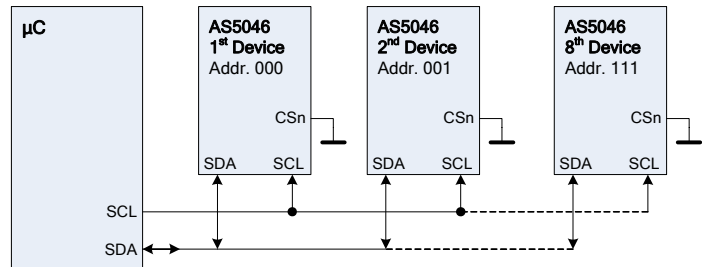 µC
AS5046
1st Device
Addr. 000
CSn
SDA SCL
AS5046
2nd Device
Addr. 001
CSn
SDA SCL
AS5046
8th Device
Addr. 111
CSn
SDA SCL
SCL
SDA